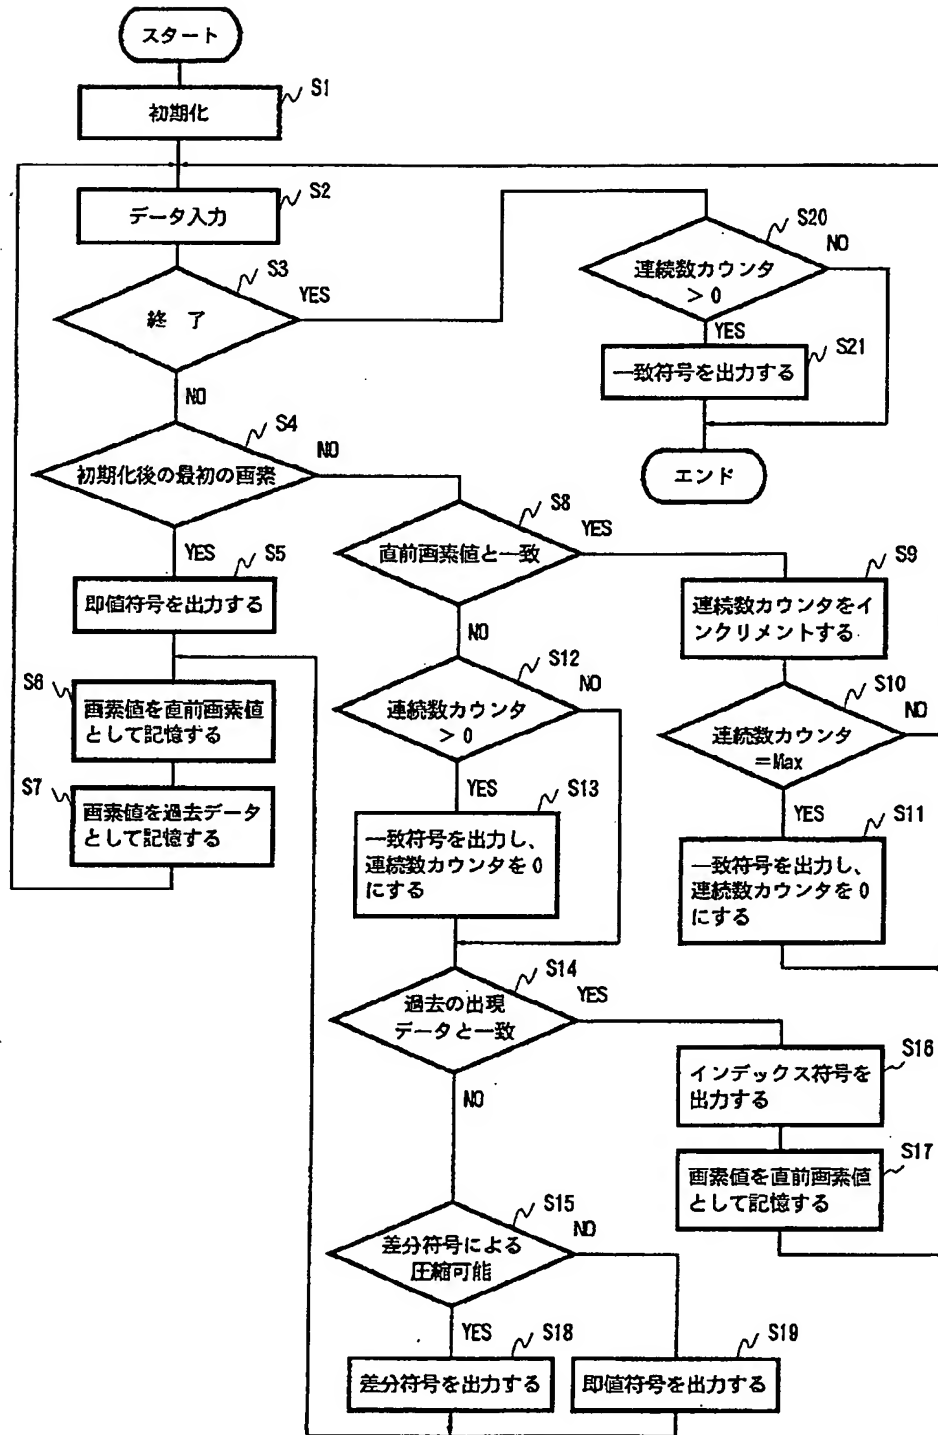 スタート
初期化
S1
データ入力
S2
終 了
S3
YES
NO
連続数カウンタ
> 0
S20
NO
YES
一致符号を出力する
S21
エンド
初期化後の最初の画素
S4
NO
YES
即値符号を出力する
S5
画素値を直前画素値
として記憶する
S6
画素値を過去データ
として記憶する
S7
直前画素値と一致
S8
YES
NO
連続数カウンタをイ
ンクリメントする
S9
連続数カウンタ
=Max
S10
NO
YES
一致符号を出力し、
連続数カウンタを 0
にする
S11
連続数カウンタ
> 0
S12
NO
YES
一致符号を出力し、
連続数カウンタを 0
にする
S13
過去の出現
データと一致
S14
YES
NO
インデックス符号を
出力する
S16
画素値を直前画素値
として記憶する
S17
差分符号による
圧縮可能
S15
NO
YES
差分符号を出力する
S18
即値符号を出力する
S19